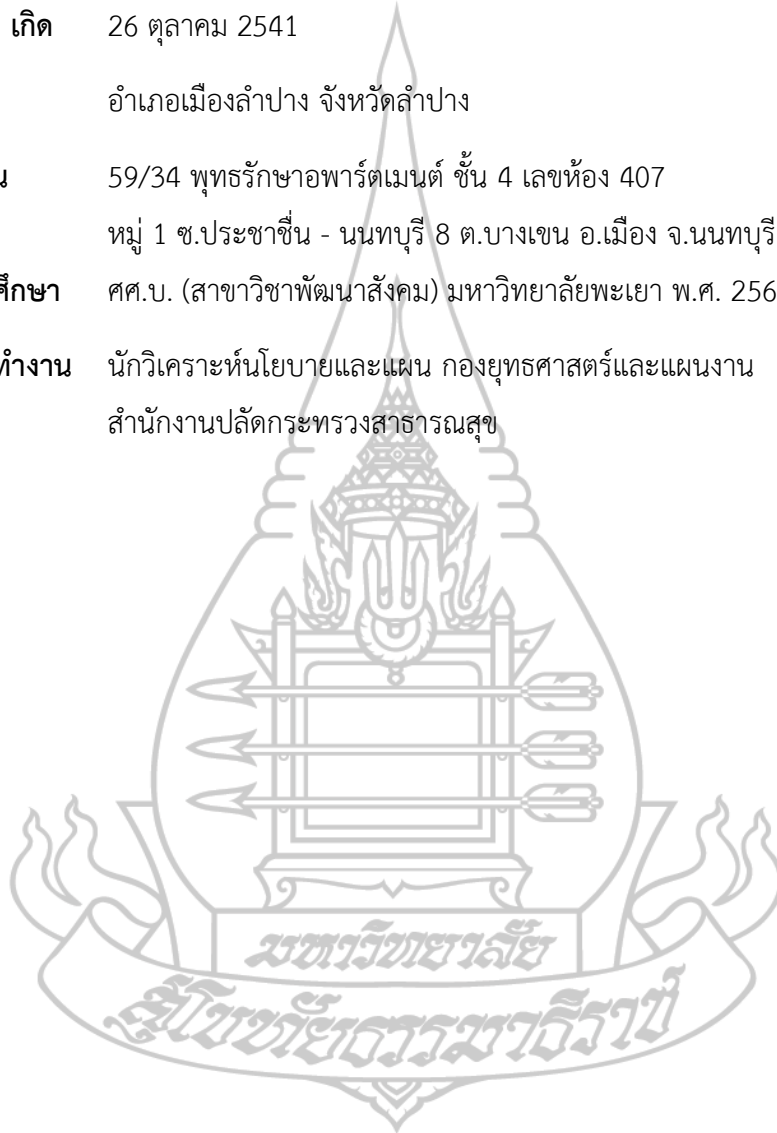 เกิด 26 ตุลาคม 2541
อำเภอเมืองลำปาง จังหวัดลำปาง
น 59/34 พุทธรักษาอพาร์ตเมนต์ ชั้น 4 เลขห้อง 407
หมู่ 1 ซ.ประชาชื่น - นนทบุรี 8 ต.บางเขน อ.เมือง จ.นนทบุรี
ศึกษา ศศ.บ. (สาขาวิชาพัฒนาสังคม) มหาวิทยาลัยพะเยา พ.ศ. 256
ทำงาน นักวิเคราะห์นโยบายและแผน กองยุทธศาสตร์และแผนงาน
สำนักงานปลัดกระทรวงสาธารณสุข
มหาวิทยาลัย
สุโขทัยธรรมาธิราช